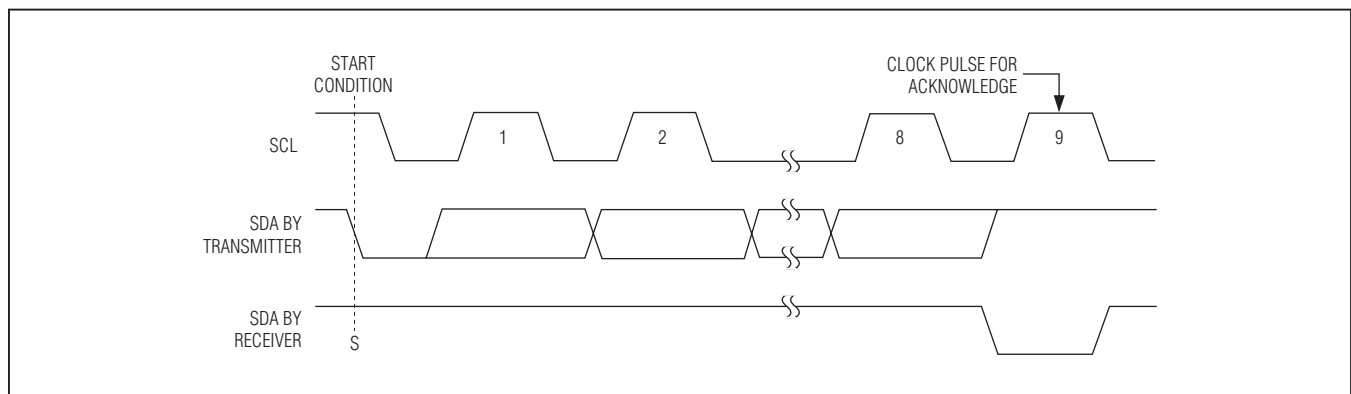 START
CONDITION
CLOCK PULSE FOR
ACKNOWLEDGE
SCL
1
2
8
9
SDA BY
TRANSMITTER
SDA BY
RECEIVER
S